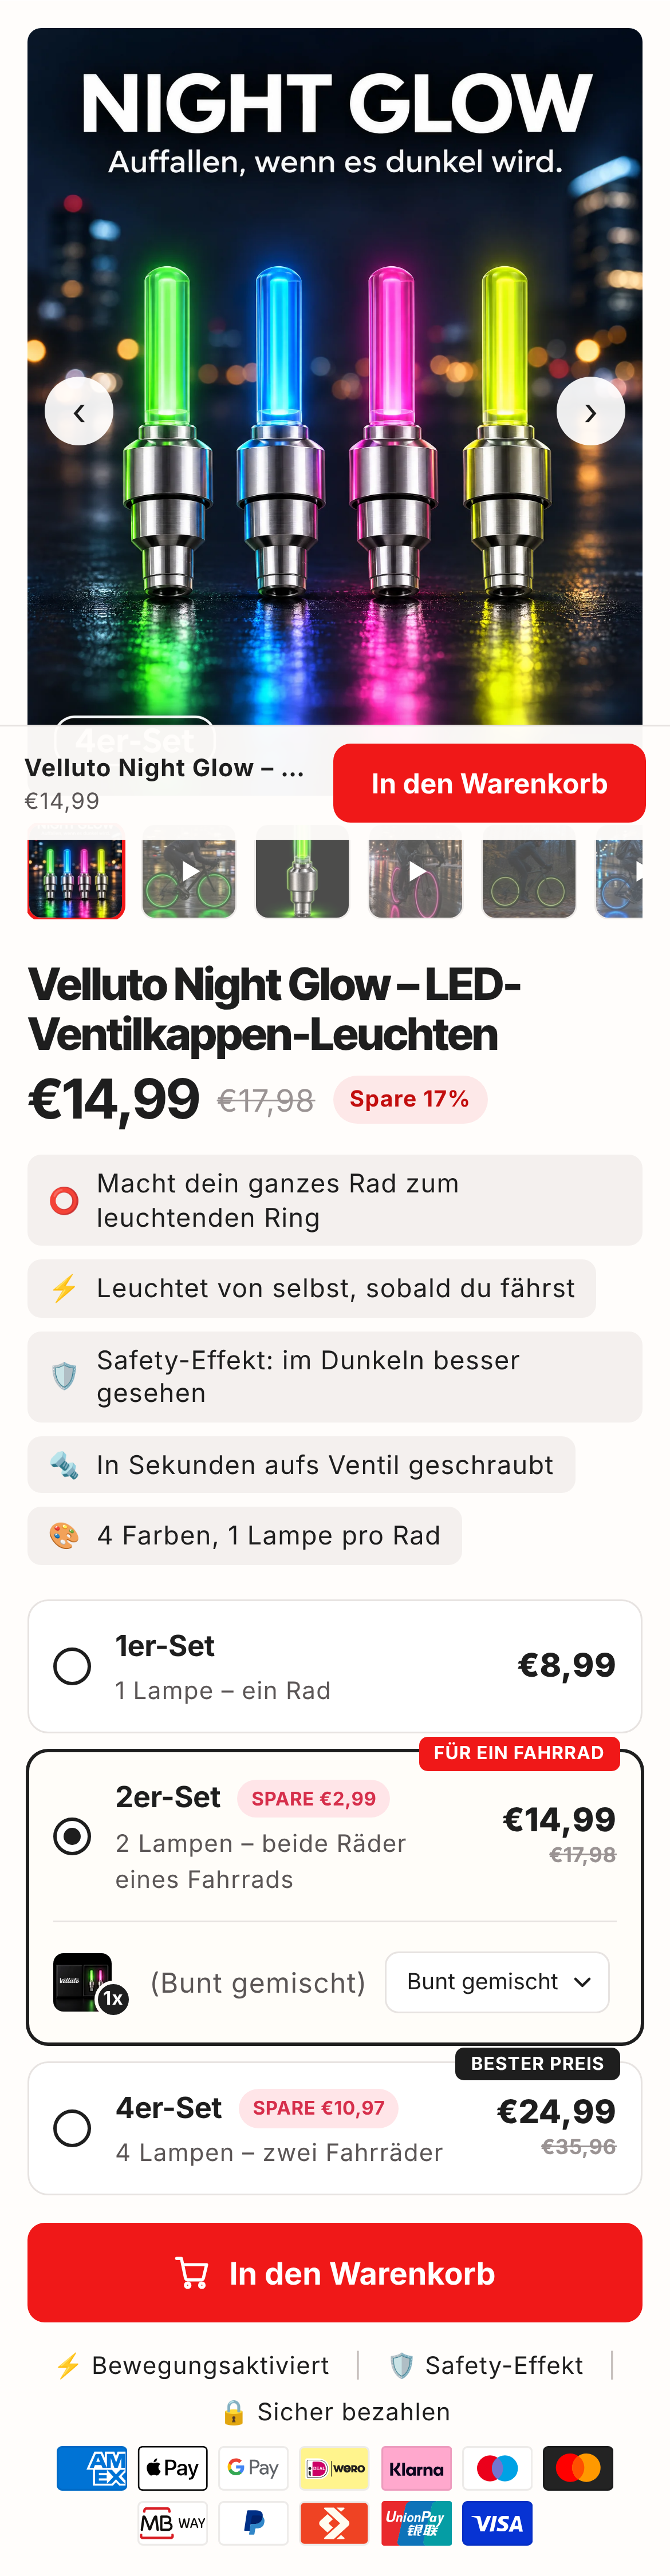 NIGHT GLOW
Auffallen, wenn es dunkel wird.
‹ ›
4er-Set
Velluto Night Glow – ...
€14,99
In den Warenkorb
Velluto Night Glow – LED-
Ventilkappen-Leuchten
€14,99 €17,98 Spare 17%
Macht dein ganzes Rad zum
leuchtenden Ring
Leuchtet von selbst, sobald du fährst
Safety-Effekt: im Dunkeln besser
gesehen
In Sekunden aufs Ventil geschraubt
4 Farben, 1 Lampe pro Rad
1er-Set
1 Lampe – ein Rad
€8,99
FÜR EIN FAHRRAD
2er-Set SPARE €2,99
2 Lampen – beide Räder
eines Fahrrads
€14,99
€17,98
Velluto
1x
(Bunt gemischt)
Bunt gemischt
BESTER PREIS
4er-Set SPARE €10,97
4 Lampen – zwei Fahrräder
€24,99
€35,96
In den Warenkorb
Bewegungsaktiviert | Safety-Effekt |
Sicher bezahlen
AMEX Pay G Pay iDEAL wero Klarna
MB WAY UnionPay 银联 VISA